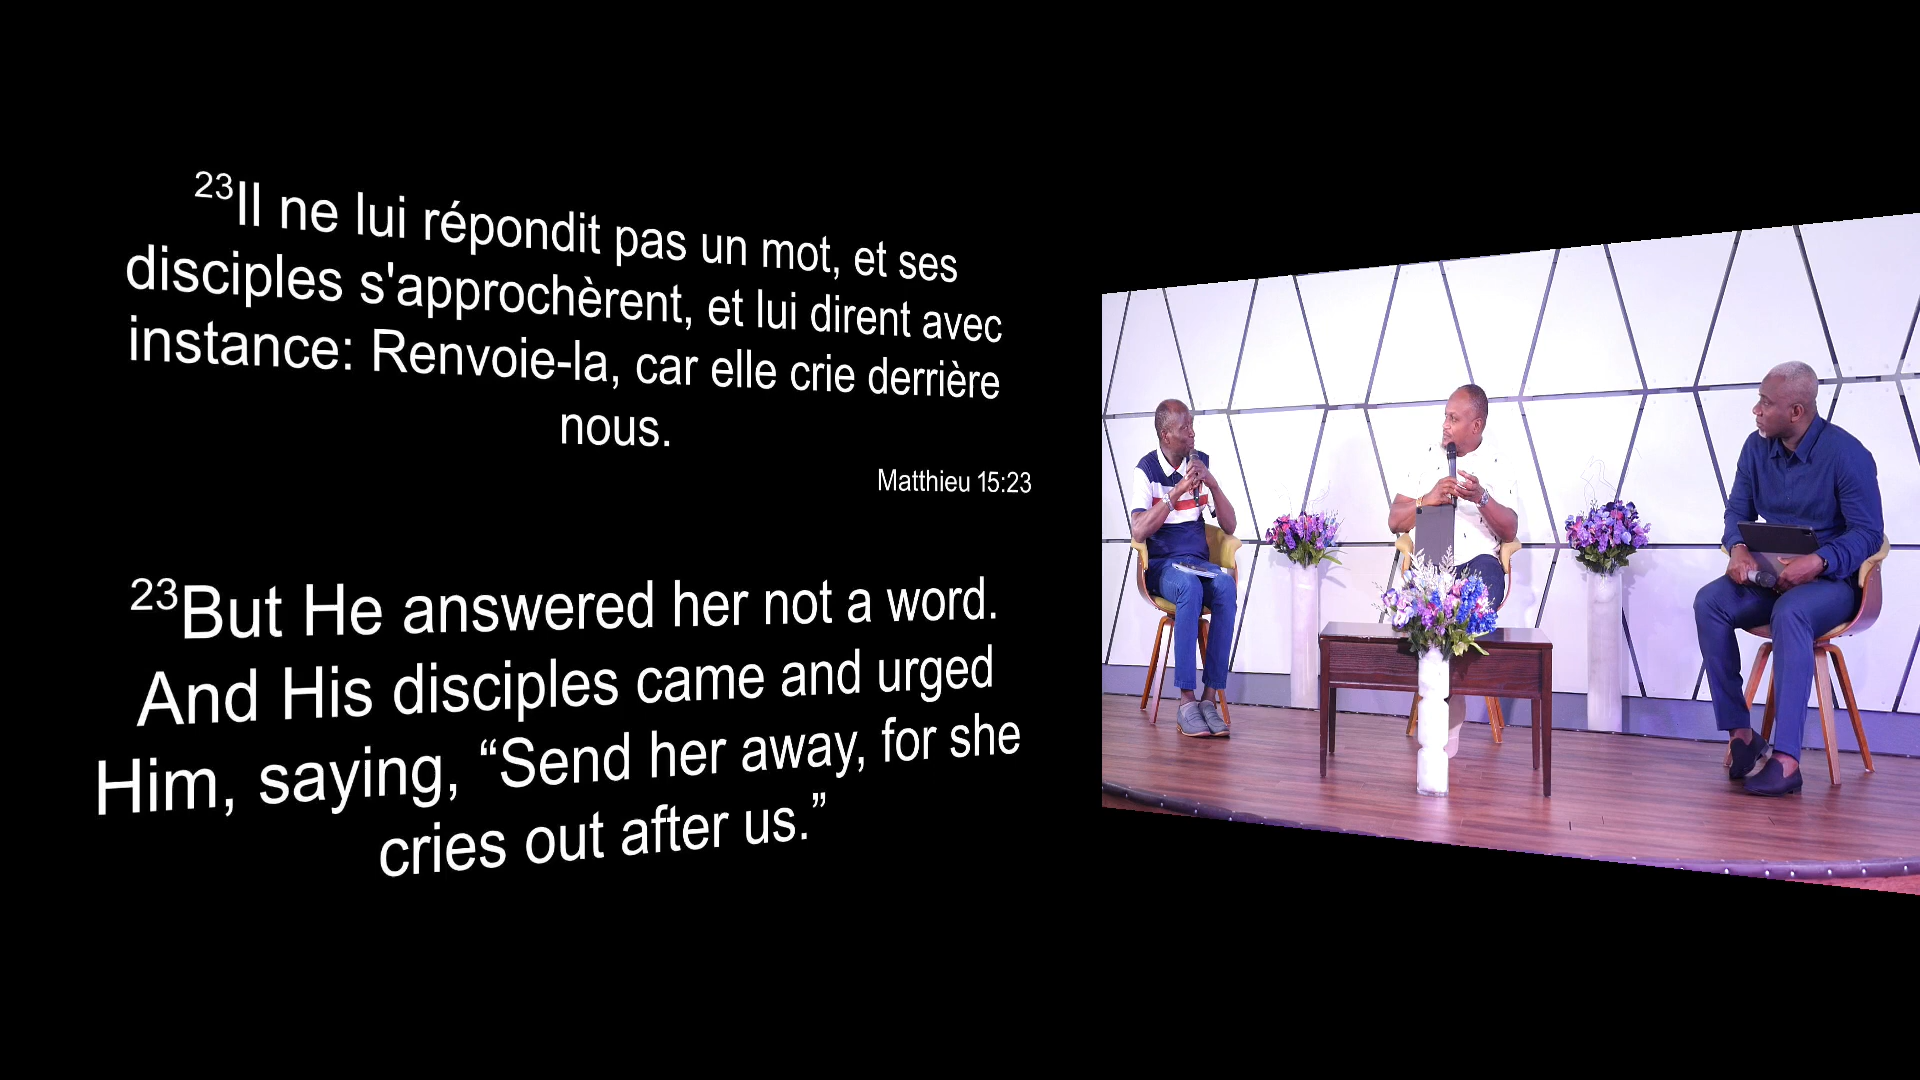 23Il ne lui répondit pas un mot, et ses
disciples s'approchèrent, et lui dirent avec
instance: Renvoie-la, car elle crie derrière
nous.
Matthieu 15:23
23But He answered her not a word.
And His disciples came and urged
Him, saying, “Send her away, for she
cries out after us.”